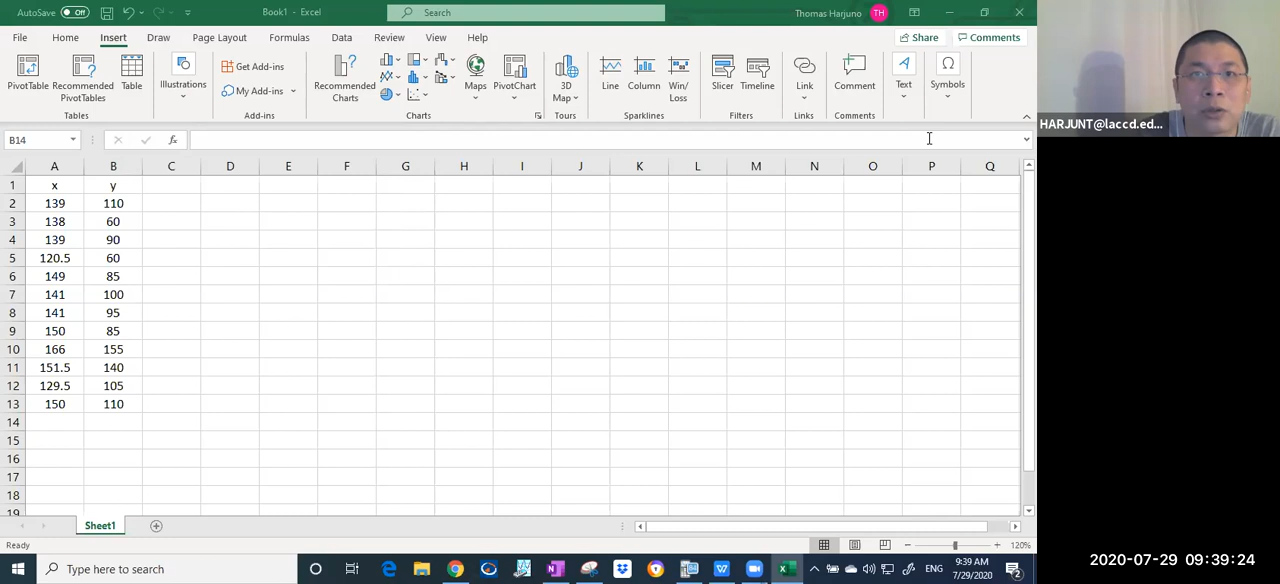 AutoSave Off Book1 - Excel Search Thomas Harjuno TH
File Home Insert Draw Page Layout Formulas Data Review View Help Share Comments
PivotTable Recommended PivotTables Table
Tables
Illustrations
Get Add-ins
My Add-ins
Add-ins
Recommended Charts
Maps PivotChart
Charts
3D Map
Tours
Line Column Win/Loss
Sparklines
Slicer Timeline
Filters
Link
Links
Comment
Comments
Text
Symbols
HARJUNT@laccd.ed...
B14 fx
A B C D E F G H I J K L M N O P Q
1 x y
2 139 110
3 138 60
4 139 90
5 120.5 60
6 149 85
7 141 100
8 141 95
9 150 85
10 166 155
11 151.5 140
12 129.5 105
13 150 110
14
15
16
17
18
19
Sheet1
Ready 120%
Type here to search ENG 9:39 AM
7/29/2020 2
2020-07-29 09:39:24